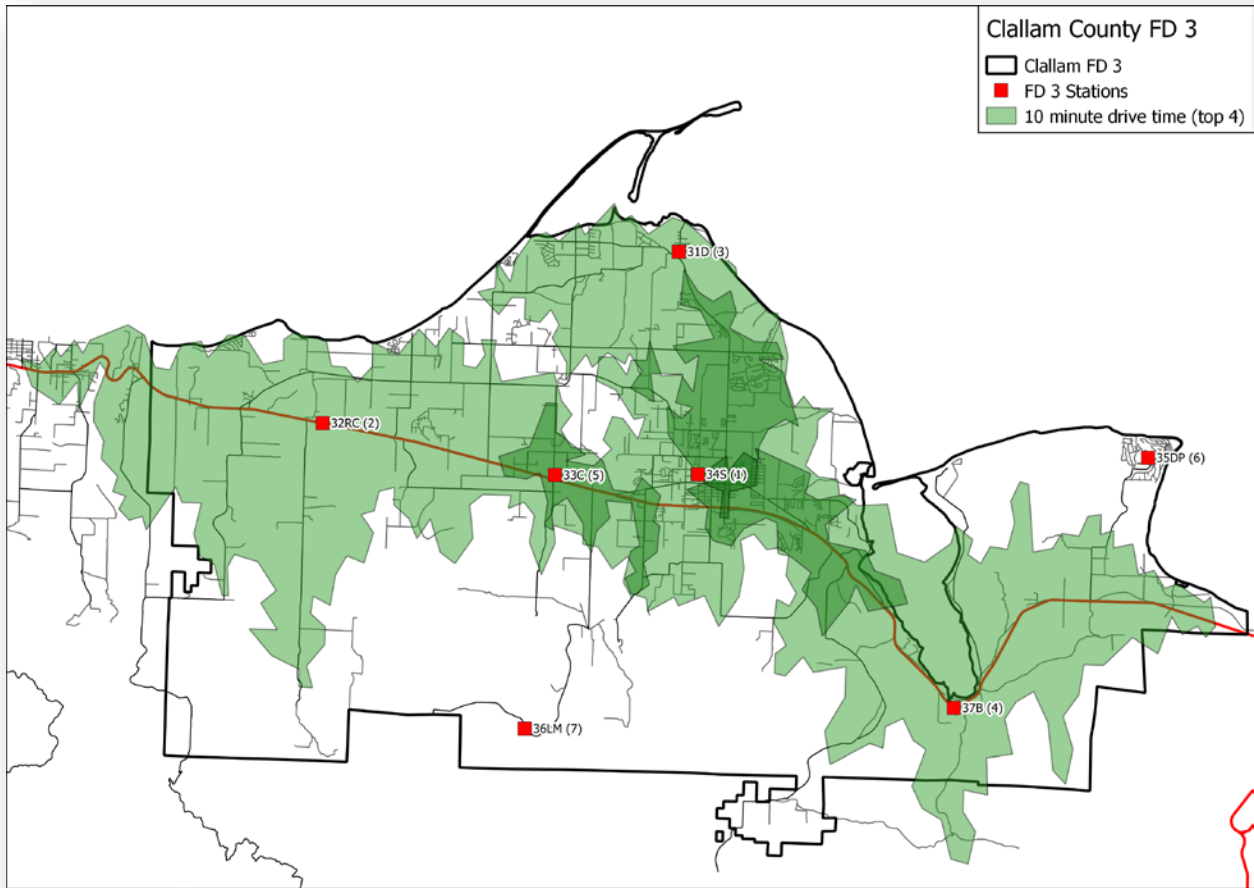 Clallam County FD 3
Clallam FD 3
FD 3 Stations
10 minute drive time (top 4)
31D (3)
32RC (2)
33C (5)
34S (1)
35DP (6)
37B (4)
36LM (7)